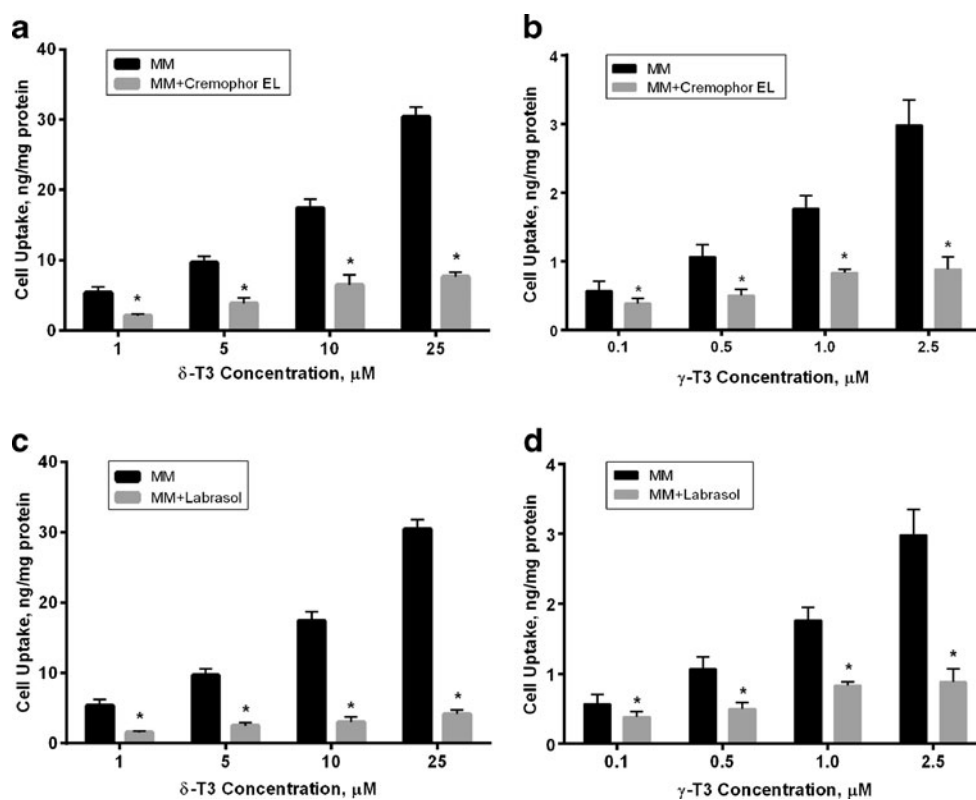 a
MM
MM+Cremophor EL
Cell Uptake, ng/mg protein
40
30
20
10
0
*
*
*
*
1 5 10 25
δ-T3 Concentration, μM
b
MM
MM+Cremophor EL
Cell Uptake, ng/mg protein
4
3
2
1
0
*
*
*
*
0.1 0.5 1.0 2.5
γ-T3 Concentration, μM
c
MM
MM+Labrasol
Cell Uptake, ng/mg protein
40
30
20
10
0
*
*
*
*
1 5 10 25
δ-T3 Concentration, μM
d
MM
MM+Labrasol
Cell Uptake, ng/mg protein
4
3
2
1
0
*
*
*
*
0.1 0.5 1.0 2.5
γ-T3 Concentration, μM